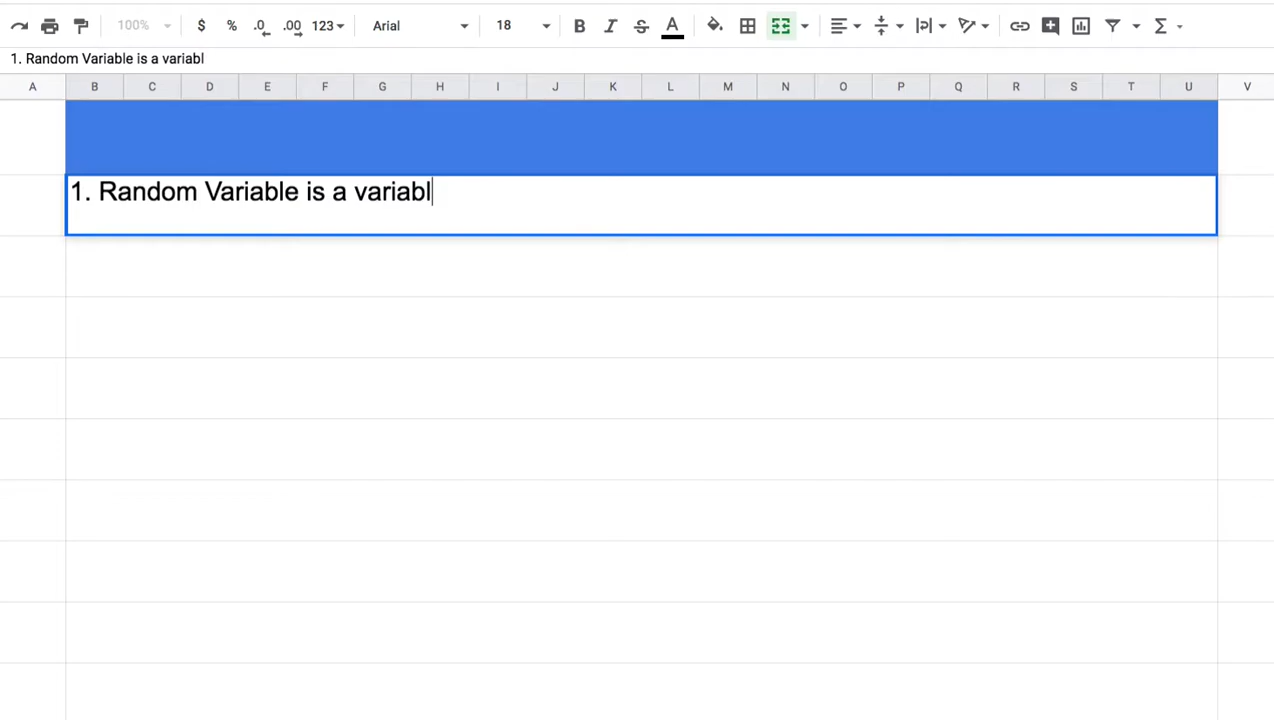 100% $ % .0 .00 123 Arial 18 B I S A Σ
1. Random Variable is a variabl
A B C D E F G H I J K L M N O P Q R S T U V
1. Random Variable is a variabl